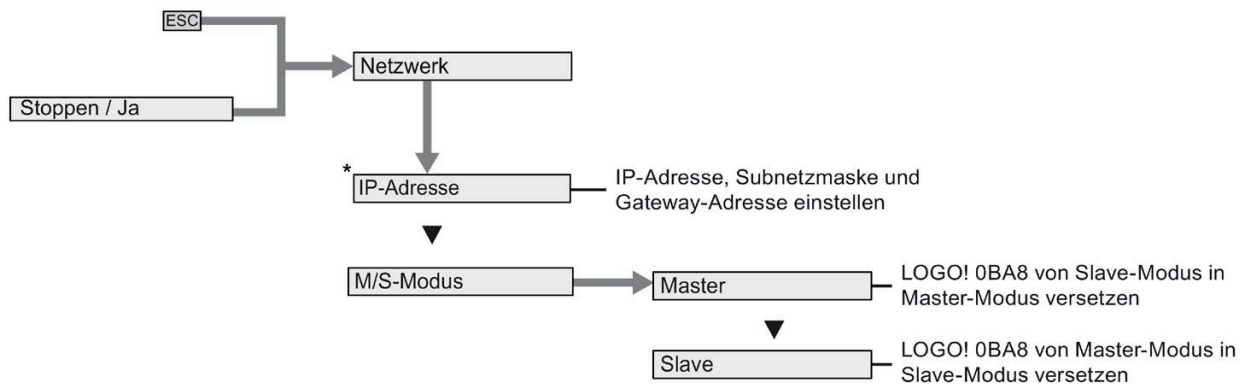 ESC
Netzwerk
Stoppen / Ja
*
IP-Adresse
IP-Adresse, Subnetzmaske und
Gateway-Adresse einstellen
M/S-Modus
Master
LOGO! 0BA8 von Slave-Modus in
Master-Modus versetzen
Slave
LOGO! 0BA8 von Master-Modus in
Slave-Modus versetzen